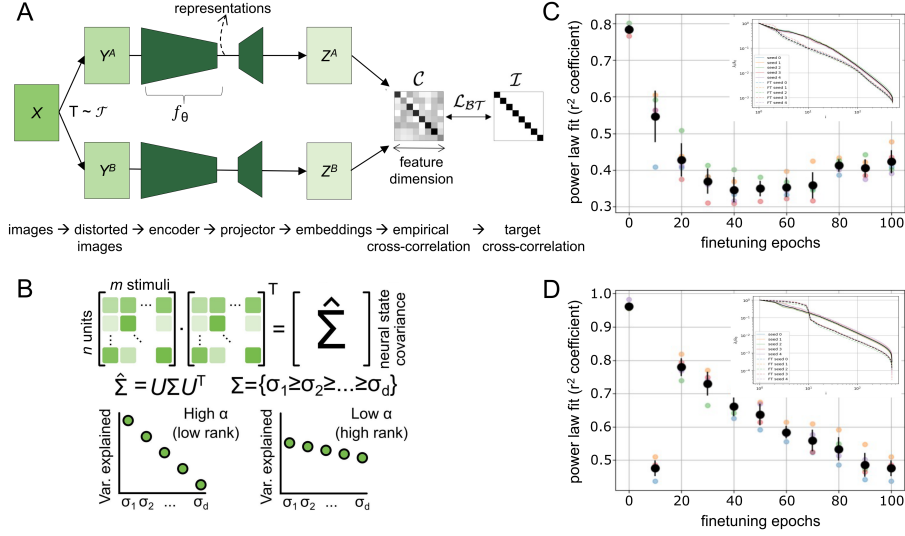 A
representations
Y^A
Z^A
X
T ~ 𝒯
f_θ
𝒞
ℒ_ℬ𝒯
ℐ
feature
dimension
Y^B
Z^B
images → distorted → encoder → projector → embeddings → empirical → target
images cross-correlation cross-correlation
B
m stimuli
n units
...
...
T
=
Σ̂
neural state
covariance
Σ̂ = UΣU^T Σ={σ₁≥σ₂≥...≥σ_d}
High α
(low rank)
Var. explained
σ₁ σ₂ ... σ_d
Low α
(high rank)
Var. explained
σ₁ σ₂ ... σ_d
C
power law fit (r² coefficient)
0.8
0.7
0.6
0.5
0.4
0.3
0 20 40 60 80 100
finetuning epochs
seed 0
seed 1
seed 2
seed 3
seed 4
FT seed 0
FT seed 1
FT seed 2
FT seed 3
FT seed 4
D
power law fit (r² coefficient)
1.0
0.9
0.8
0.7
0.6
0.5
0 20 40 60 80 100
finetuning epochs
seed 0
seed 1
seed 2
seed 3
seed 4
FT seed 0
FT seed 1
FT seed 2
FT seed 3
FT seed 4